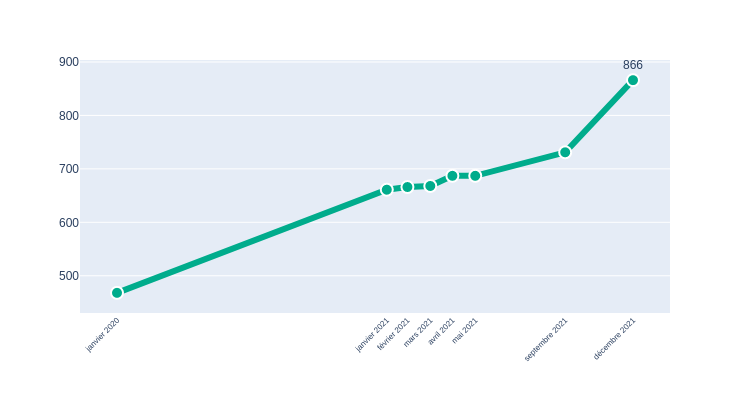 900
800
700
600
500
866
janvier 2020
janvier 2021
février 2021
mars 2021
avril 2021
mai 2021
septembre 2021
décembre 2021